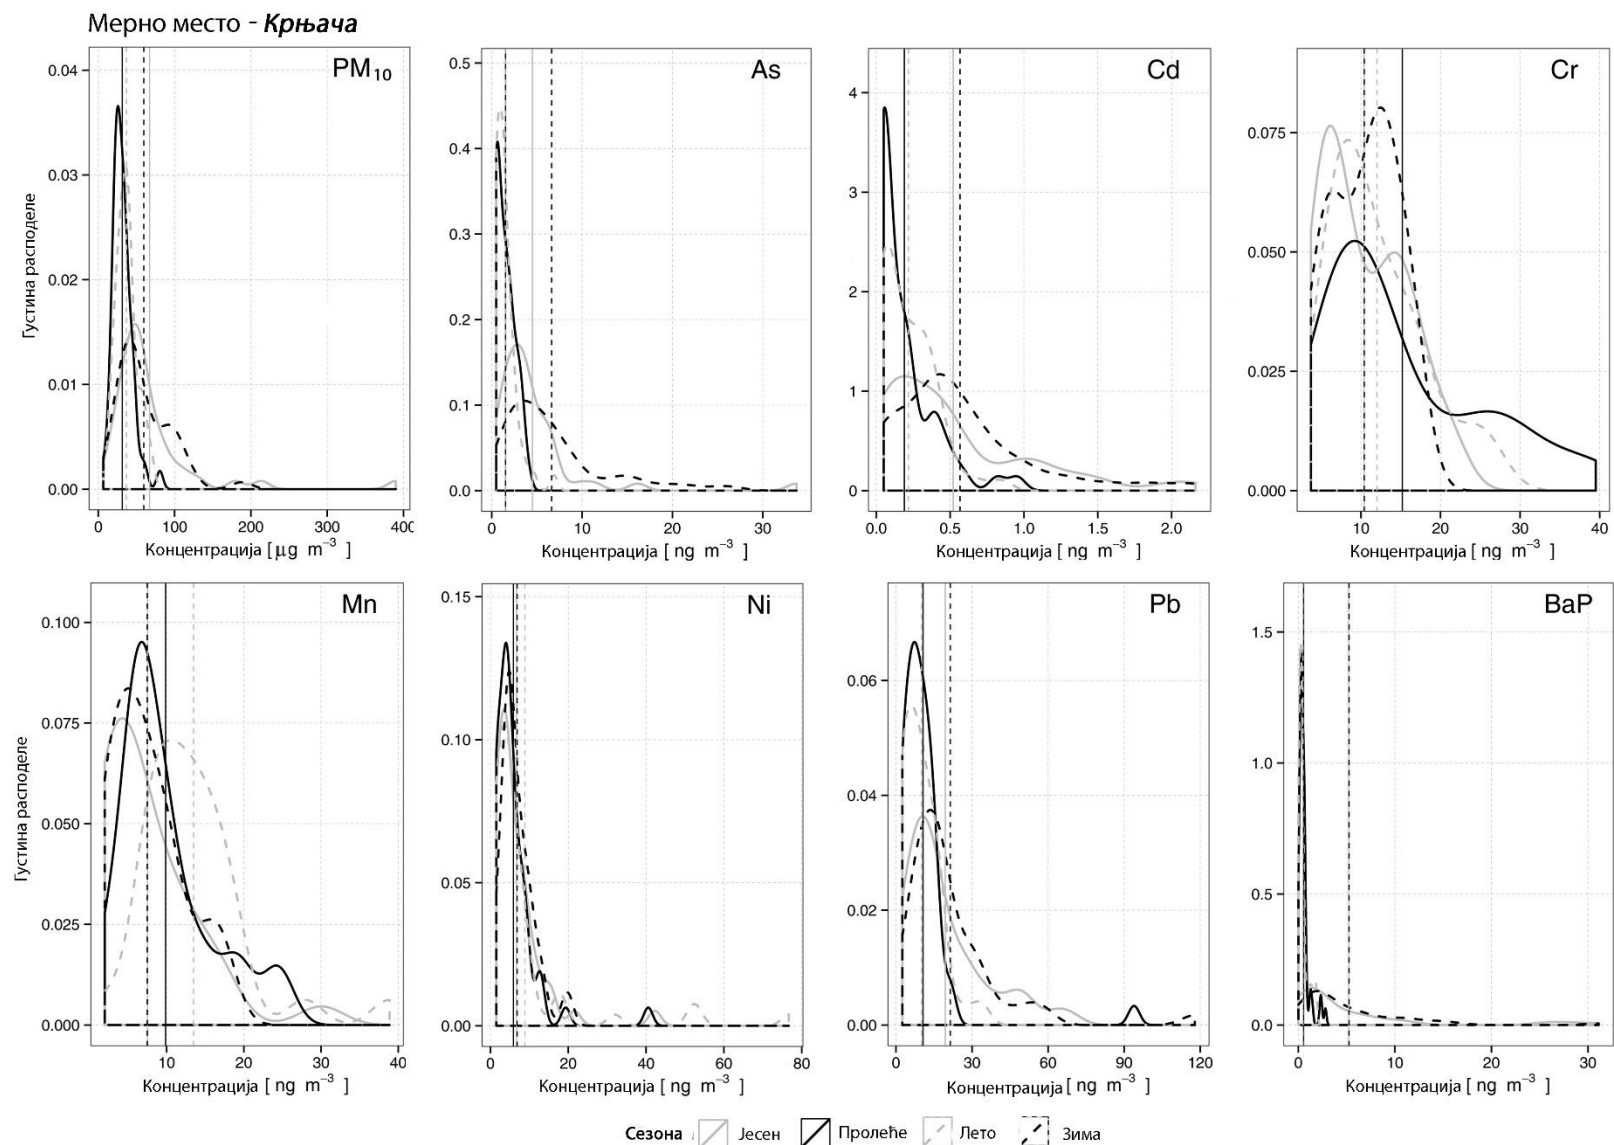 Мерно место - Крњача
PM₁₀
0.04
0.03
0.02
0.01
0.00
Густина расподеле
0 100 200 300 400
Концентрација [ μg m⁻³ ]
As
0.5
0.4
0.3
0.2
0.1
0.0
0 10 20 30
Концентрација [ ng m⁻³ ]
Cd
4
3
2
1
0
0.0 0.5 1.0 1.5 2.0
Концентрација [ ng m⁻³ ]
Cr
0.075
0.050
0.025
0.000
10 20 30 40
Концентрација [ ng m⁻³ ]
Mn
0.100
0.075
0.050
0.025
0.000
Густина расподеле
10 20 30 40
Концентрација [ ng m⁻³ ]
Ni
0.15
0.10
0.05
0.00
0 20 40 60 80
Концентрација [ ng m⁻³ ]
Pb
0.06
0.04
0.02
0.00
0 30 60 90 120
Концентрација [ ng m⁻³ ]
BaP
1.5
1.0
0.5
0.0
0 10 20 30
Концентрација [ ng m⁻³ ]
Сезона Јесен Пролеће Лето Зима